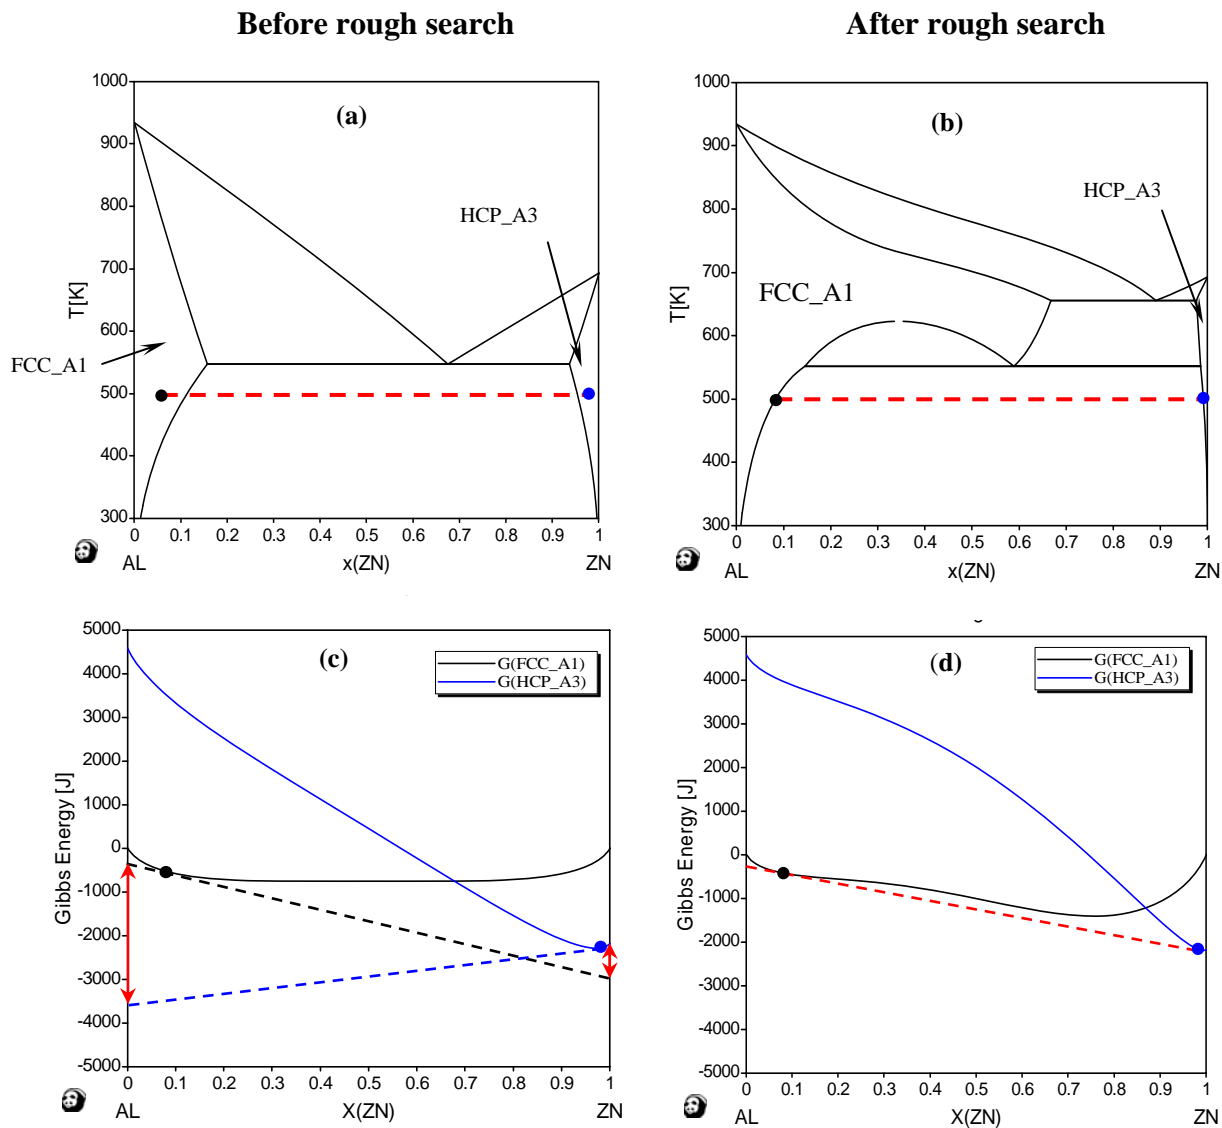 Before rough search
After rough search
(a)
1000
900
800
700
600
500
400
300
T[K]
HCP_A3
FCC_A1
0 0.1 0.2 0.3 0.4 0.5 0.6 0.7 0.8 0.9 1
AL
x(ZN)
ZN
(b)
1000
900
800
700
600
500
400
300
T[K]
HCP_A3
FCC_A1
0 0.1 0.2 0.3 0.4 0.5 0.6 0.7 0.8 0.9 1
AL
x(ZN)
ZN
(c)
G(FCC_A1)
G(HCP_A3)
5000
4000
3000
2000
1000
0
-1000
-2000
-3000
-4000
-5000
Gibbs Energy [J]
0 0.1 0.2 0.3 0.4 0.5 0.6 0.7 0.8 0.9 1
AL
X(ZN)
ZN
(d)
G(FCC_A1)
G(HCP_A3)
5000
4000
3000
2000
1000
0
-1000
-2000
-3000
-4000
-5000
Gibbs Energy [J]
0 0.1 0.2 0.3 0.4 0.5 0.6 0.7 0.8 0.9 1
AL
X(ZN)
ZN